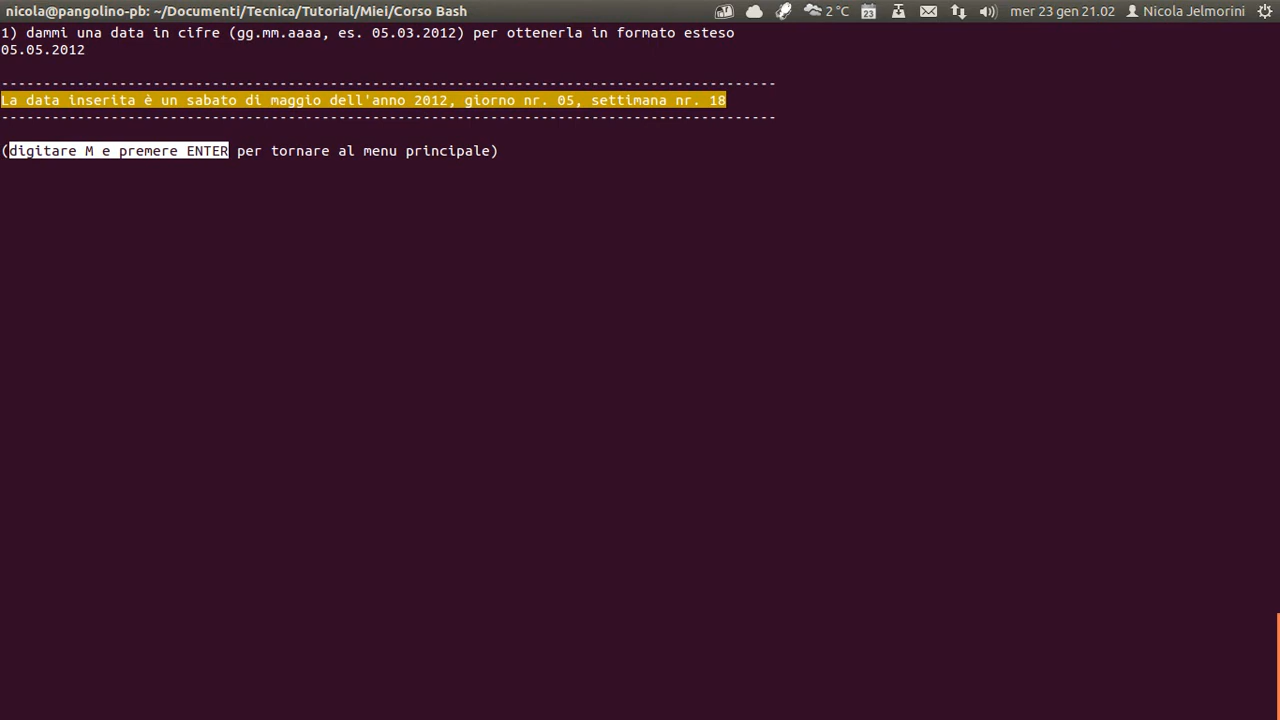 nicola@pangolino-pb: ~/Documenti/Tecnica/Tutorial/Miei/Corso Bash 2°C 23 mer 23 gen 21.02 Nicola Jelmorini
1) dammi una data in cifre (gg.mm.aaaa, es. 05.03.2012) per ottenerla in formato esteso
05.05.2012
--------------------------------------------------------------------------------------------
La data inserita è un sabato di maggio dell'anno 2012, giorno nr. 05, settimana nr. 18
--------------------------------------------------------------------------------------------
(digitare M e premere ENTER per tornare al menu principale)